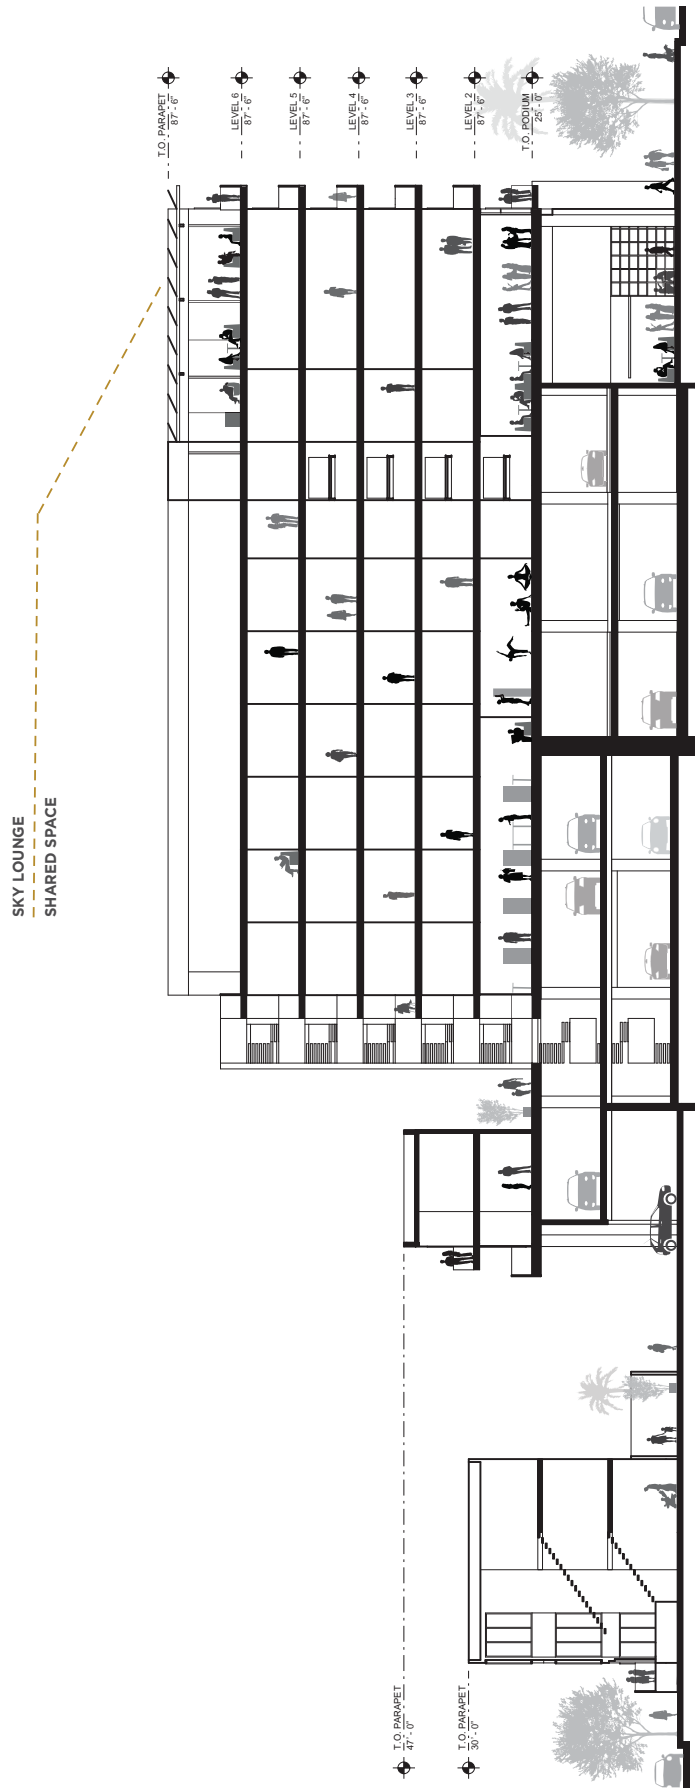 SKY LOUNGE
SHARED SPACE
T.O. PARAPET
87' - 6"
LEVEL 6
87' - 6"
LEVEL 5
87' - 6"
LEVEL 4
87' - 6"
LEVEL 3
87' - 6"
LEVEL 2
87' - 6"
T.O. PODIUM
25' - 0"
T.O. PARAPET
47' - 0"
T.O. PARAPET
30' - 0"